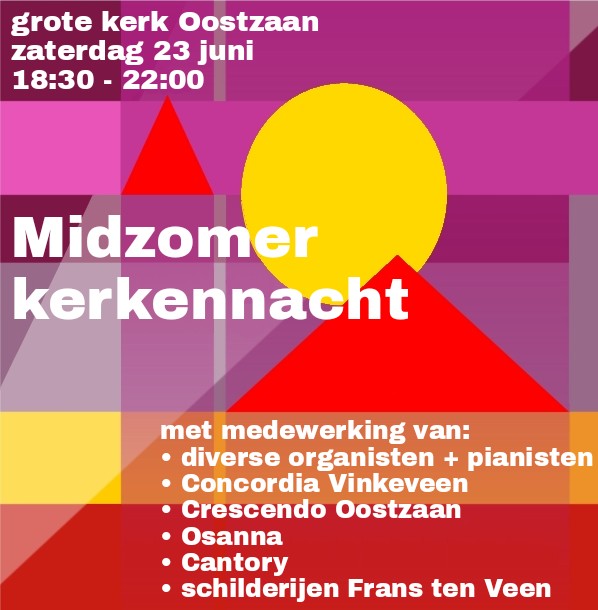 grote kerk Oostzaan
zaterdag 23 juni
18:30 - 22:00
Midzomer
kerkennacht
met medewerking van:
• diverse organisten + pianisten
• Concordia Vinkeveen
• Crescendo Oostzaan
• Osanna
• Cantory
• schilderijen Frans ten Veen